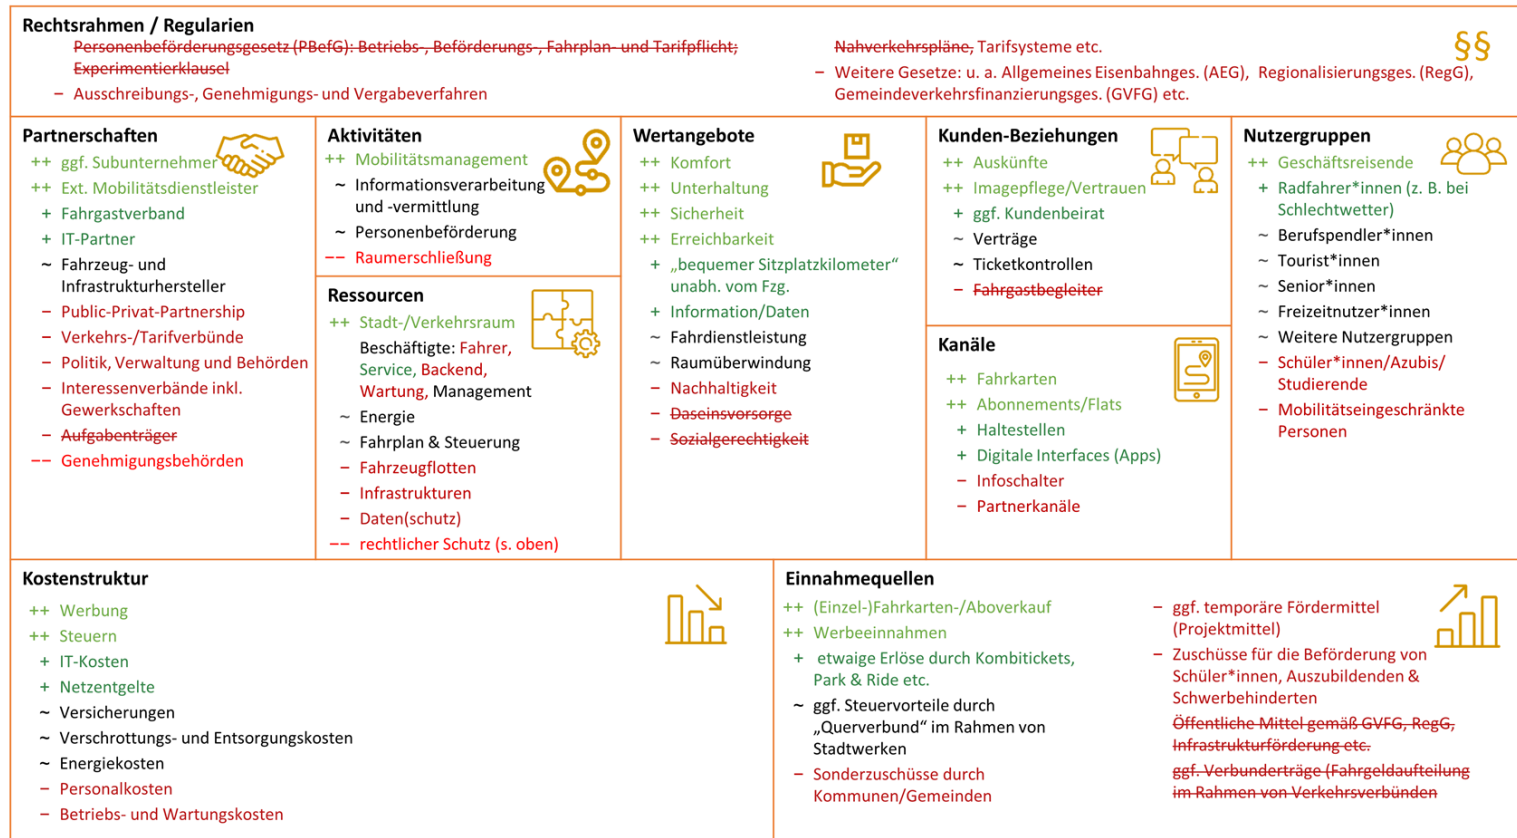 Rechtsrahmen / Regularien
Personenbeförderungsgesetz (PBefG): Betriebs-, Beförderungs-, Fahrplan- und Tarifpflicht;
Experimentierklausel
– Ausschreibungs-, Genehmigungs- und Vergabeverfahren
Nahverkehrspläne, Tarifsysteme etc.
– Weitere Gesetze: u. a. Allgemeines Eisenbahnges. (AEG), Regionalisierungsges. (RegG),
Gemeindeverkehrsfinanzierungsges. (GVFG) etc.
§§
Partnerschaften
++ ggf. Subunternehmer
++ Ext. Mobilitätsdienstleister
+ Fahrgastverband
+ IT-Partner
~ Fahrzeug- und
Infrastrukturhersteller
– Public-Privat-Partnership
– Verkehrs-/Tarifverbünde
– Politik, Verwaltung und Behörden
– Interessenverbände inkl.
Gewerkschaften
– Aufgabenträger
–– Genehmigungsbehörden
Aktivitäten
++ Mobilitätsmanagement
~ Informationsverarbeitung
und -vermittlung
~ Personenbeförderung
–– Raumerschließung
Ressourcen
++ Stadt-/Verkehrsraum
Beschäftigte: Fahrer,
Service, Backend,
Wartung, Management
~ Energie
~ Fahrplan & Steuerung
– Fahrzeugflotten
– Infrastrukturen
– Daten(schutz)
–– rechtlicher Schutz (s. oben)
Wertangebote
++ Komfort
++ Unterhaltung
++ Sicherheit
++ Erreichbarkeit
+ „bequemer Sitzplatzkilometer“
unabh. vom Fzg.
+ Information/Daten
~ Fahrdienstleistung
~ Raumüberwindung
– Nachhaltigkeit
– Daseinsvorsorge
– Sozialgerechtigkeit
Kunden-Beziehungen
++ Auskünfte
++ Imagepflege/Vertrauen
+ ggf. Kundenbeirat
~ Verträge
~ Ticketkontrollen
– Fahrgastbegleiter
Kanäle
++ Fahrkarten
++ Abonnements/Flats
+ Haltestellen
+ Digitale Interfaces (Apps)
– Infoschalter
– Partnerkanäle
Nutzergruppen
++ Geschäftsreisende
+ Radfahrer*innen (z. B. bei
Schlechtwetter)
~ Berufspendler*innen
~ Tourist*innen
~ Senior*innen
~ Freizeitnutzer*innen
~ Weitere Nutzergruppen
– Schüler*innen/Azubis/
Studierende
– Mobilitätseingeschränkte
Personen
Kostenstruktur
++ Werbung
++ Steuern
+ IT-Kosten
+ Netzentgelte
~ Versicherungen
~ Verschrottungs- und Entsorgungskosten
~ Energiekosten
– Personalkosten
– Betriebs- und Wartungskosten
Einnahmequellen
++ (Einzel-)Fahrkarten-/Aboverkauf
++ Werbeeinnahmen
+ etwaige Erlöse durch Kombitickets,
Park & Ride etc.
~ ggf. Steuervorteile durch
„Querverbund“ im Rahmen von
Stadtwerken
– Sonderzuschüsse durch
Kommunen/Gemeinden
– ggf. temporäre Fördermittel
(Projektmittel)
– Zuschüsse für die Beförderung von
Schüler*innen, Auszubildenden &
Schwerbehinderten
Öffentliche Mittel gemäß GVFG, RegG,
Infrastrukturförderung etc.
ggf. Verbunderträge (Fahrgeldaufteilung
im Rahmen von Verkehrsverbünden